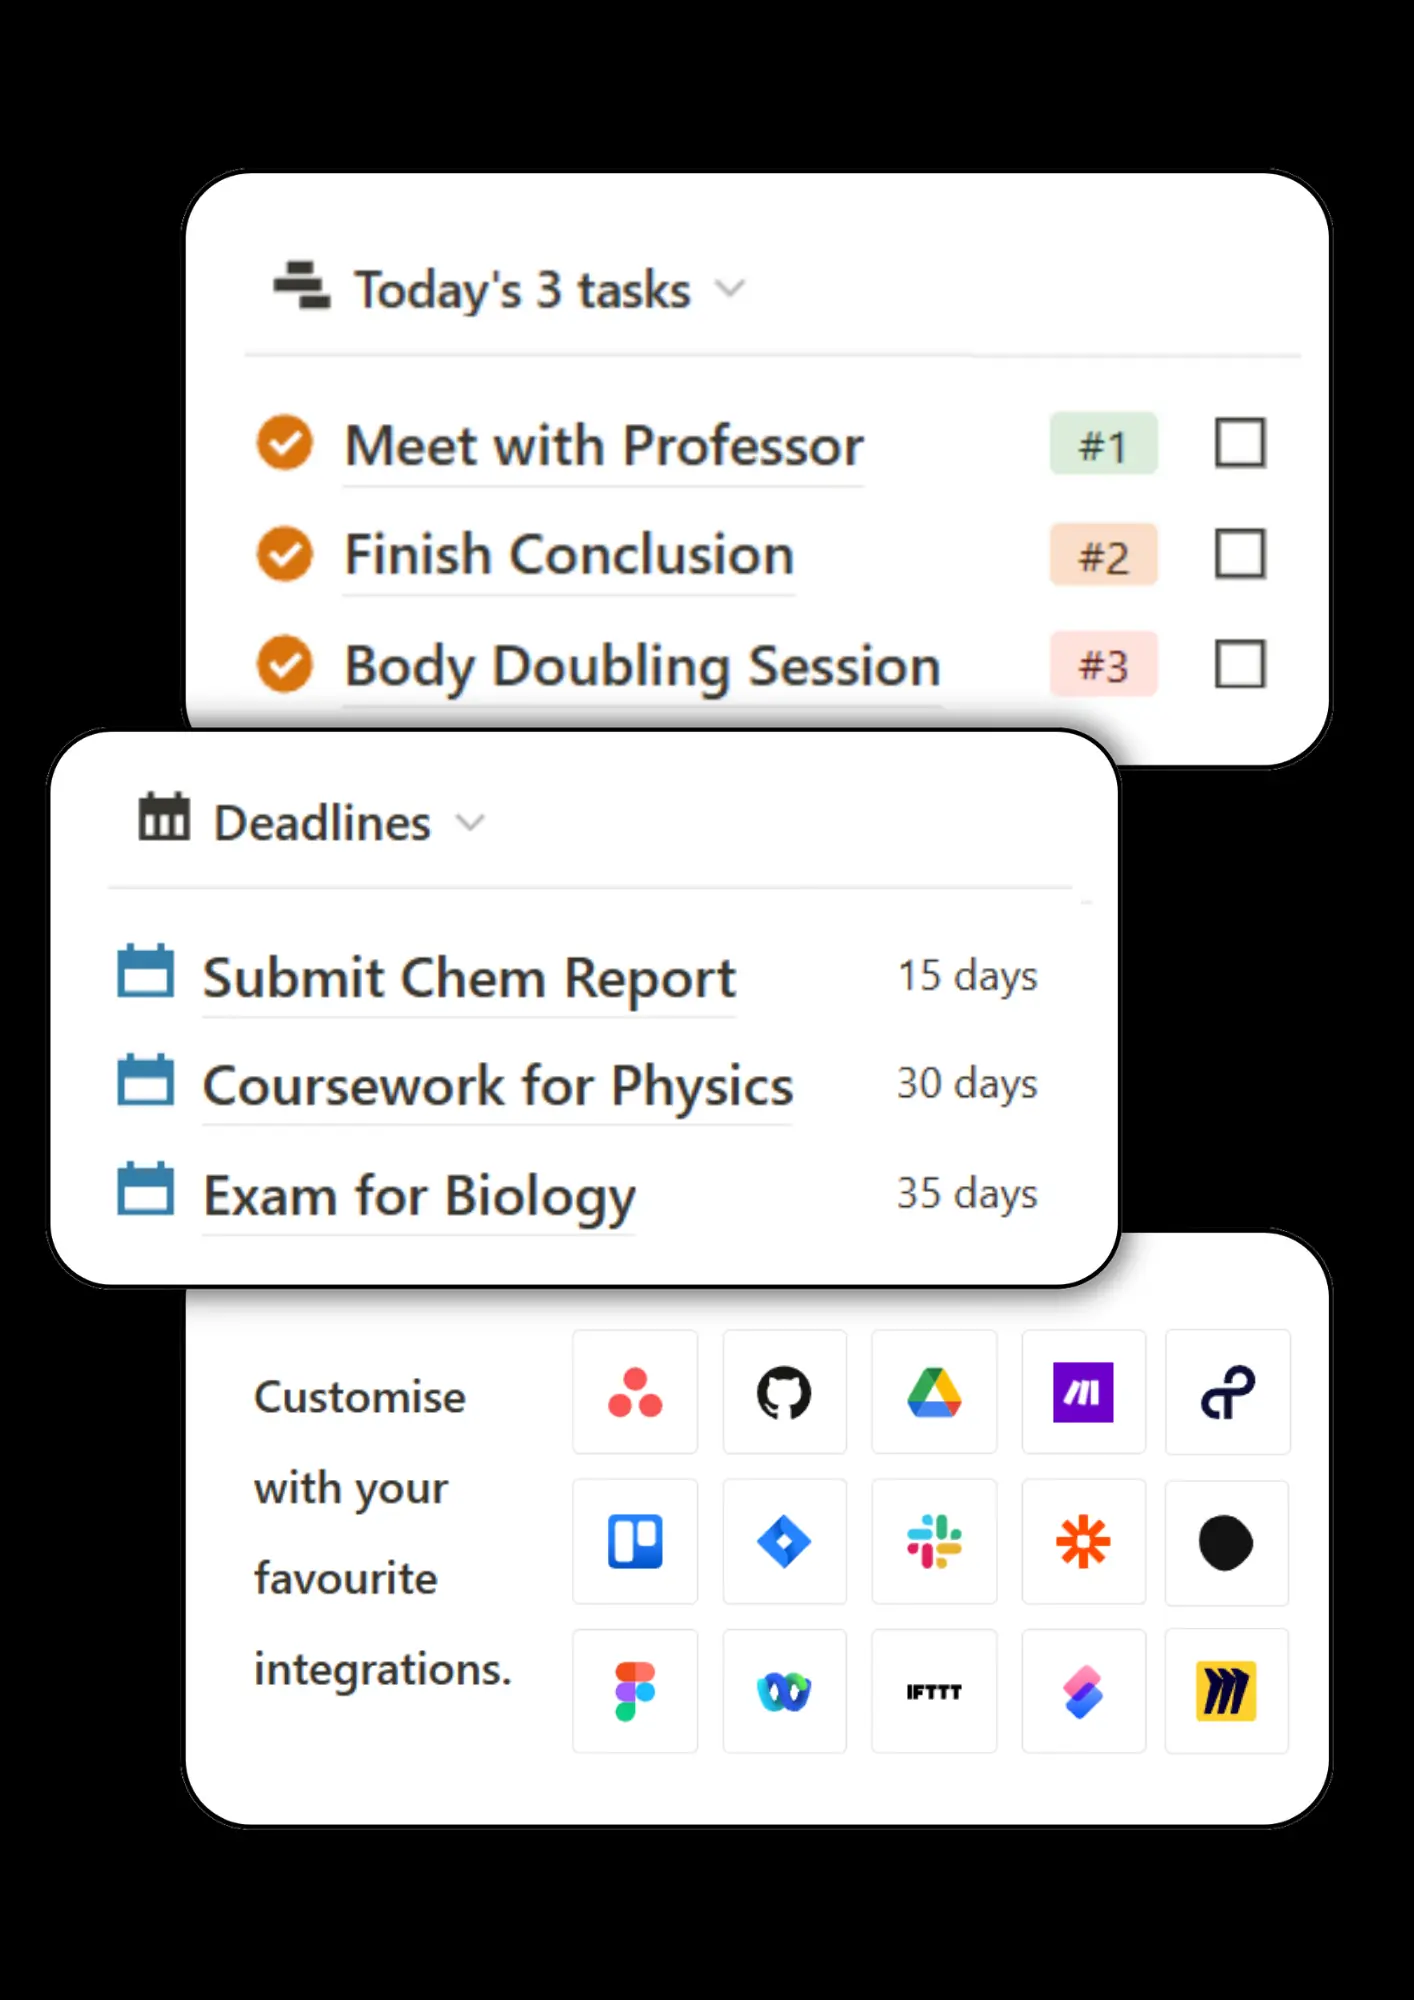 Today's 3 tasks
Meet with Professor #1
Finish Conclusion #2
Body Doubling Session #3
Deadlines
Submit Chem Report 15 days
Coursework for Physics 30 days
Exam for Biology 35 days
Customise
with your
favourite
integrations.
IFTTT